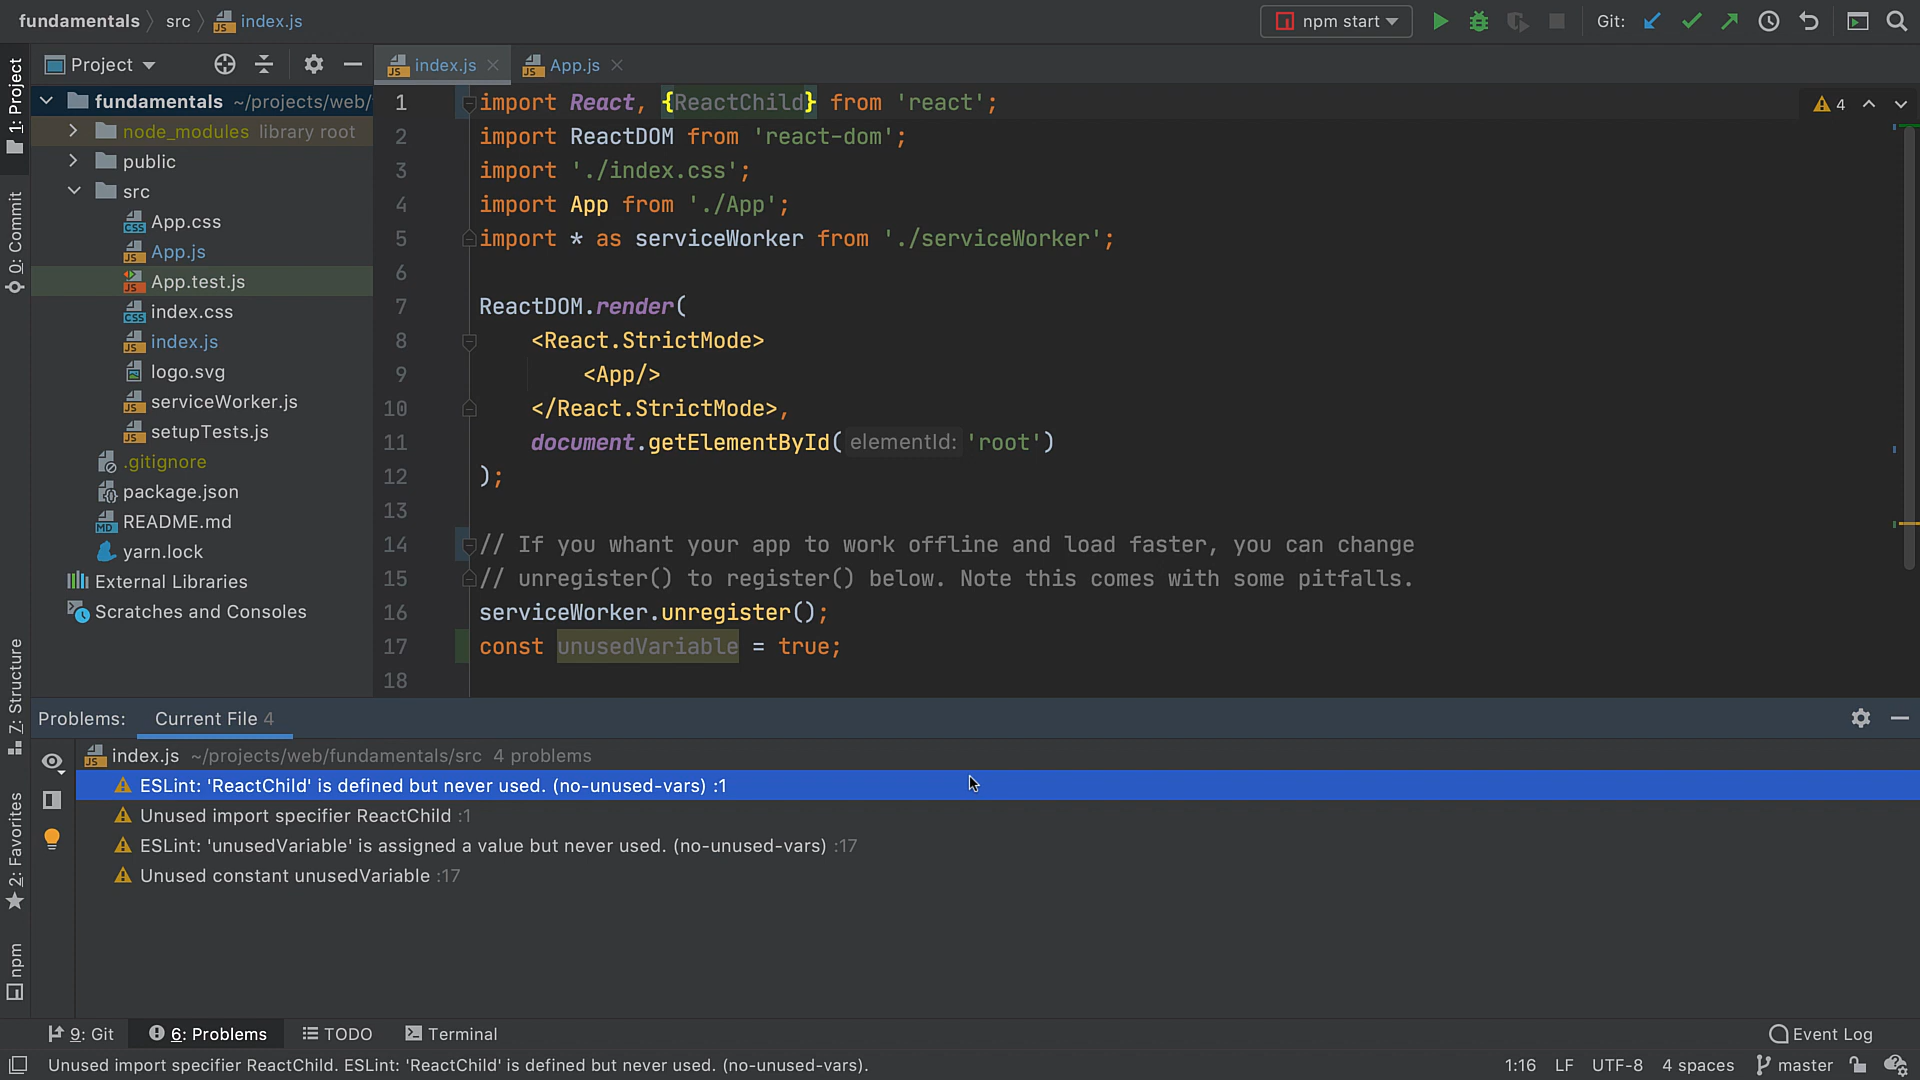 fundamentals src index.js npm start Git:
Project index.js App.js
fundamentals ~/projects/web/
node_modules library root
public
src
App.css
App.js
App.test.js
index.css
index.js
logo.svg
serviceWorker.js
setupTests.js
.gitignore
package.json
README.md
yarn.lock
External Libraries
Scratches and Consoles
1: Project
0: Commit
Z: Structure
2: Favorites
npm
1 import React, {ReactChild} from 'react';
2 import ReactDOM from 'react-dom';
3 import './index.css';
4 import App from './App';
5 import * as serviceWorker from './serviceWorker';
6
7 ReactDOM.render(
8 <React.StrictMode>
9 <App/>
10 </React.StrictMode>,
11 document.getElementById( elementId: 'root')
12 );
13
14 // If you whant your app to work offline and load faster, you can change
15 // unregister() to register() below. Note this comes with some pitfalls.
16 serviceWorker.unregister();
17 const unusedVariable = true;
18
4
Problems: Current File 4
index.js ~/projects/web/fundamentals/src 4 problems
ESLint: 'ReactChild' is defined but never used. (no-unused-vars) :1
Unused import specifier ReactChild :1
ESLint: 'unusedVariable' is assigned a value but never used. (no-unused-vars) :17
Unused constant unusedVariable :17
9: Git 6: Problems TODO Terminal Event Log
Unused import specifier ReactChild. ESLint: 'ReactChild' is defined but never used. (no-unused-vars). 1:16 LF UTF-8 4 spaces master